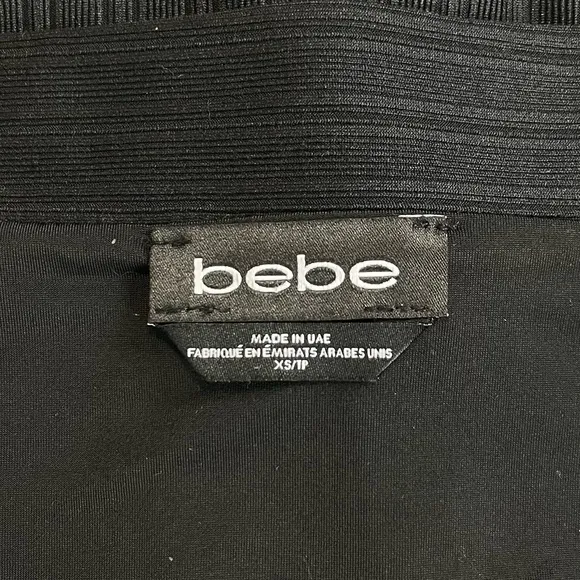 bebe
MADE IN UAE
FABRIQUÉ EN ÉMIRATS ARABES UNIS
XS/TP